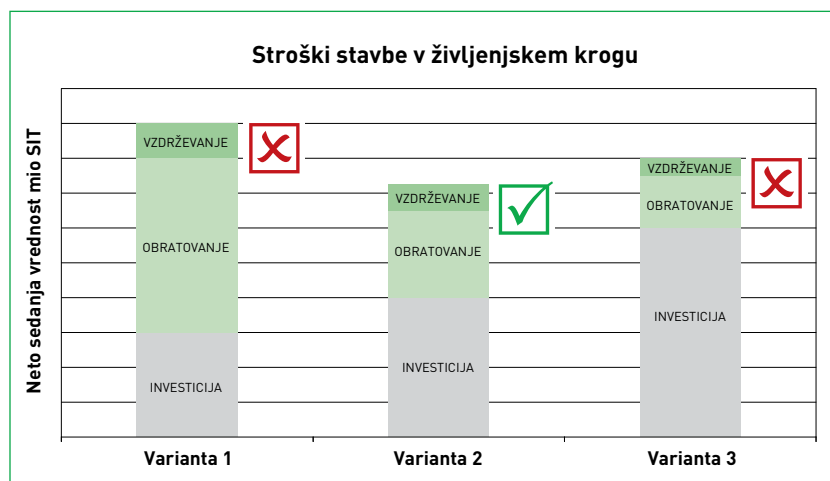 Stroški stavbe v življenjskem krogu
Neto sedanja vrednost mio SIT
VZDRŽEVANJE
OBRATOVANJE
INVESTICIJA
VZDRŽEVANJE
OBRATOVANJE
INVESTICIJA
VZDRŽEVANJE
OBRATOVANJE
INVESTICIJA
Varianta 1
Varianta 2
Varianta 3